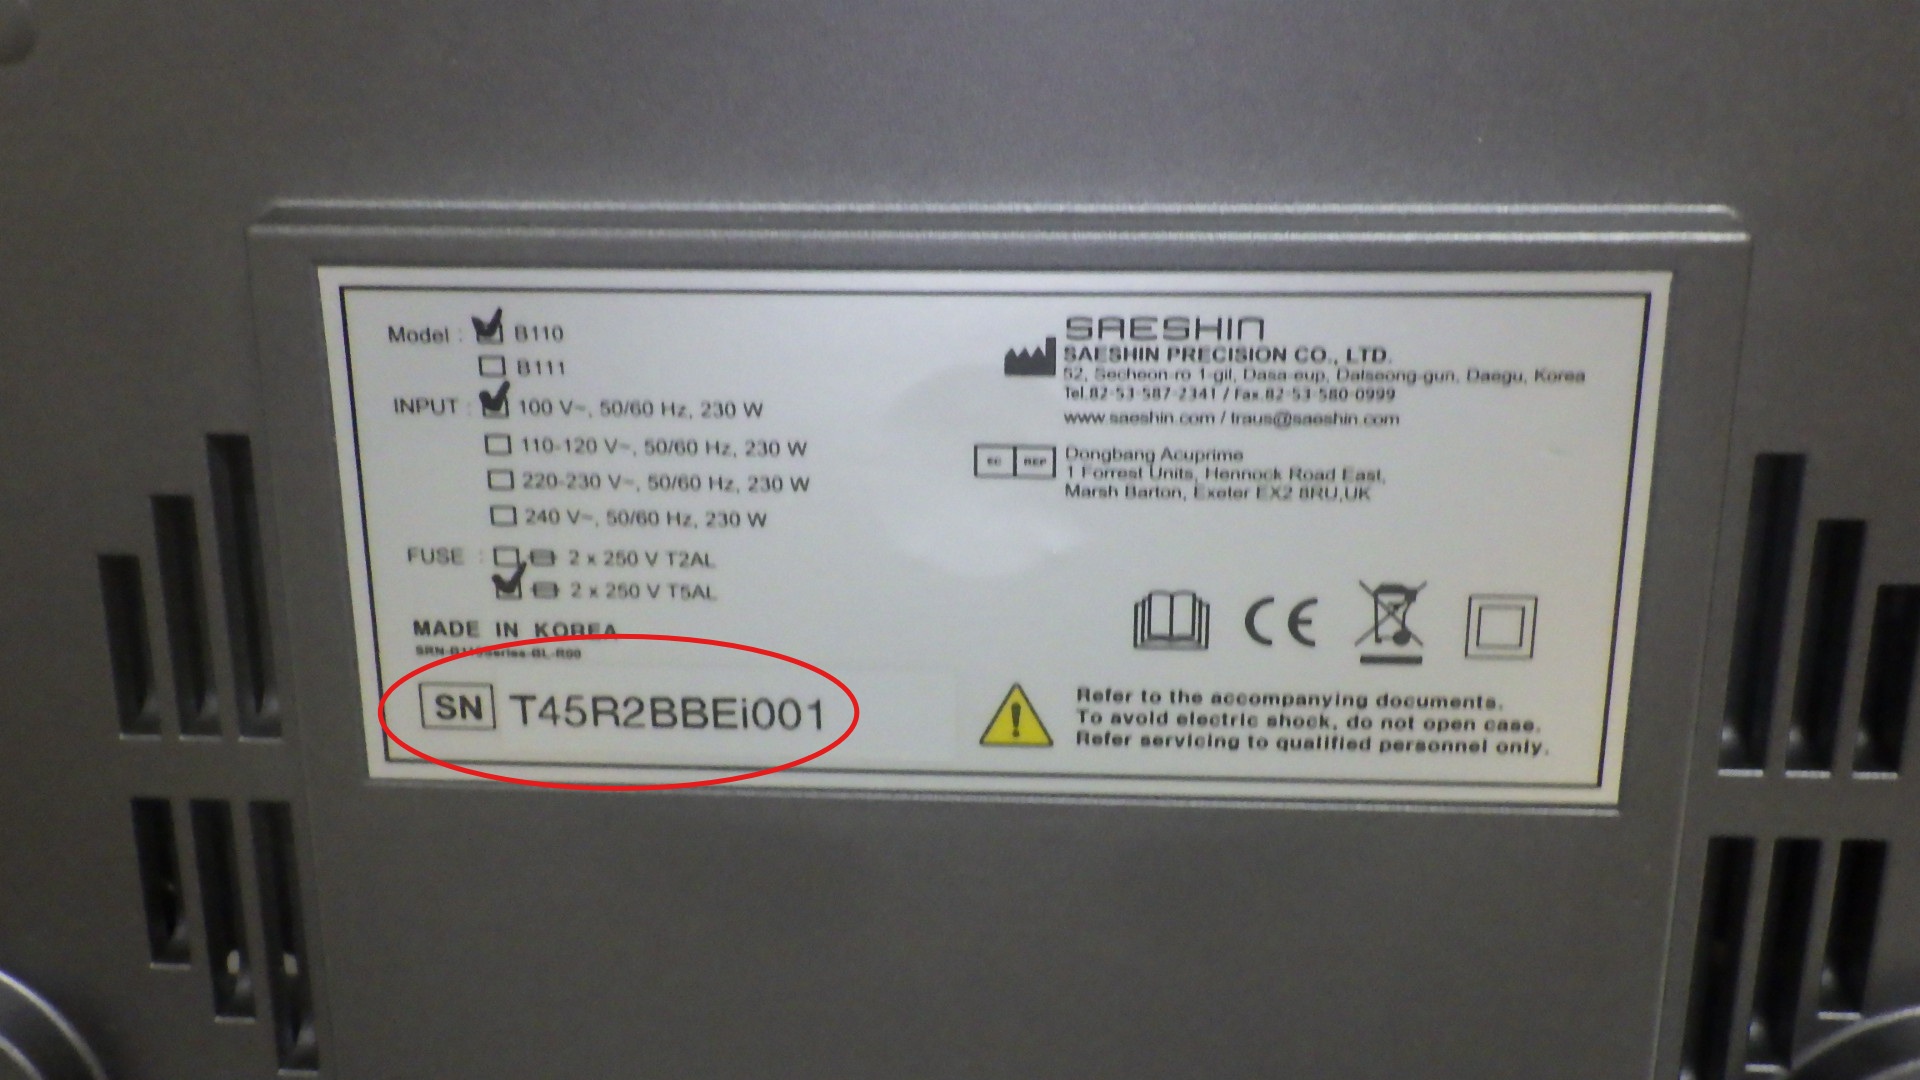 Model : B110
B111
INPUT : 100 V~, 50/60 Hz, 230 W
110-120 V~, 50/60 Hz, 230 W
220-230 V~, 50/60 Hz, 230 W
240 V~, 50/60 Hz, 230 W
FUSE : 2 x 250 V T2AL
2 x 250 V T5AL
MADE IN KOREA
SN T45R2BBEi001
SAESHIN
SAESHIN PRECISION CO., LTD.
52, Secheon-ro 1-gil, Dasa-eup, Dalseong-gun, Daegu, Korea
Tel.82-53-587-2341 / Fax.82-53-580-0999
www.saeshin.com / traus@saeshin.com
EC REP
Dongbang Acuprime
1 Forrest Units, Hennock Road East,
Marsh Barton, Exeter EX2 8RU,UK
CE
Refer to the accompanying documents.
To avoid electric shock, do not open case.
Refer servicing to qualified personnel only.